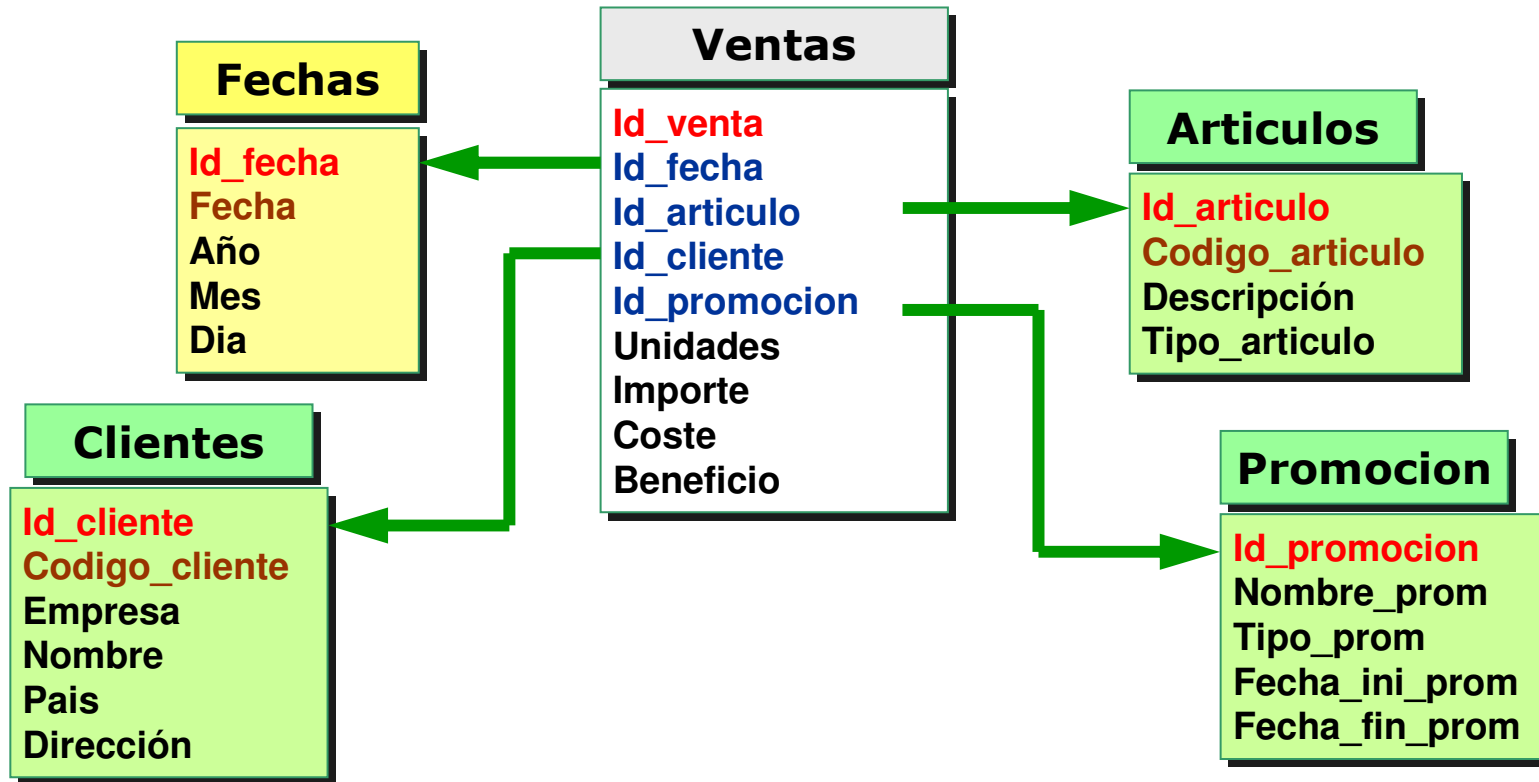 Fechas
Id_fecha
Fecha
Año
Mes
Dia
Ventas
Id_venta
Id_fecha
Id_articulo
Id_cliente
Id_promocion
Unidades
Importe
Coste
Beneficio
Articulos
Id_articulo
Codigo_articulo
Descripción
Tipo_articulo
Clientes
Id_cliente
Codigo_cliente
Empresa
Nombre
Pais
Dirección
Promocion
Id_promocion
Nombre_prom
Tipo_prom
Fecha_ini_prom
Fecha_fin_prom